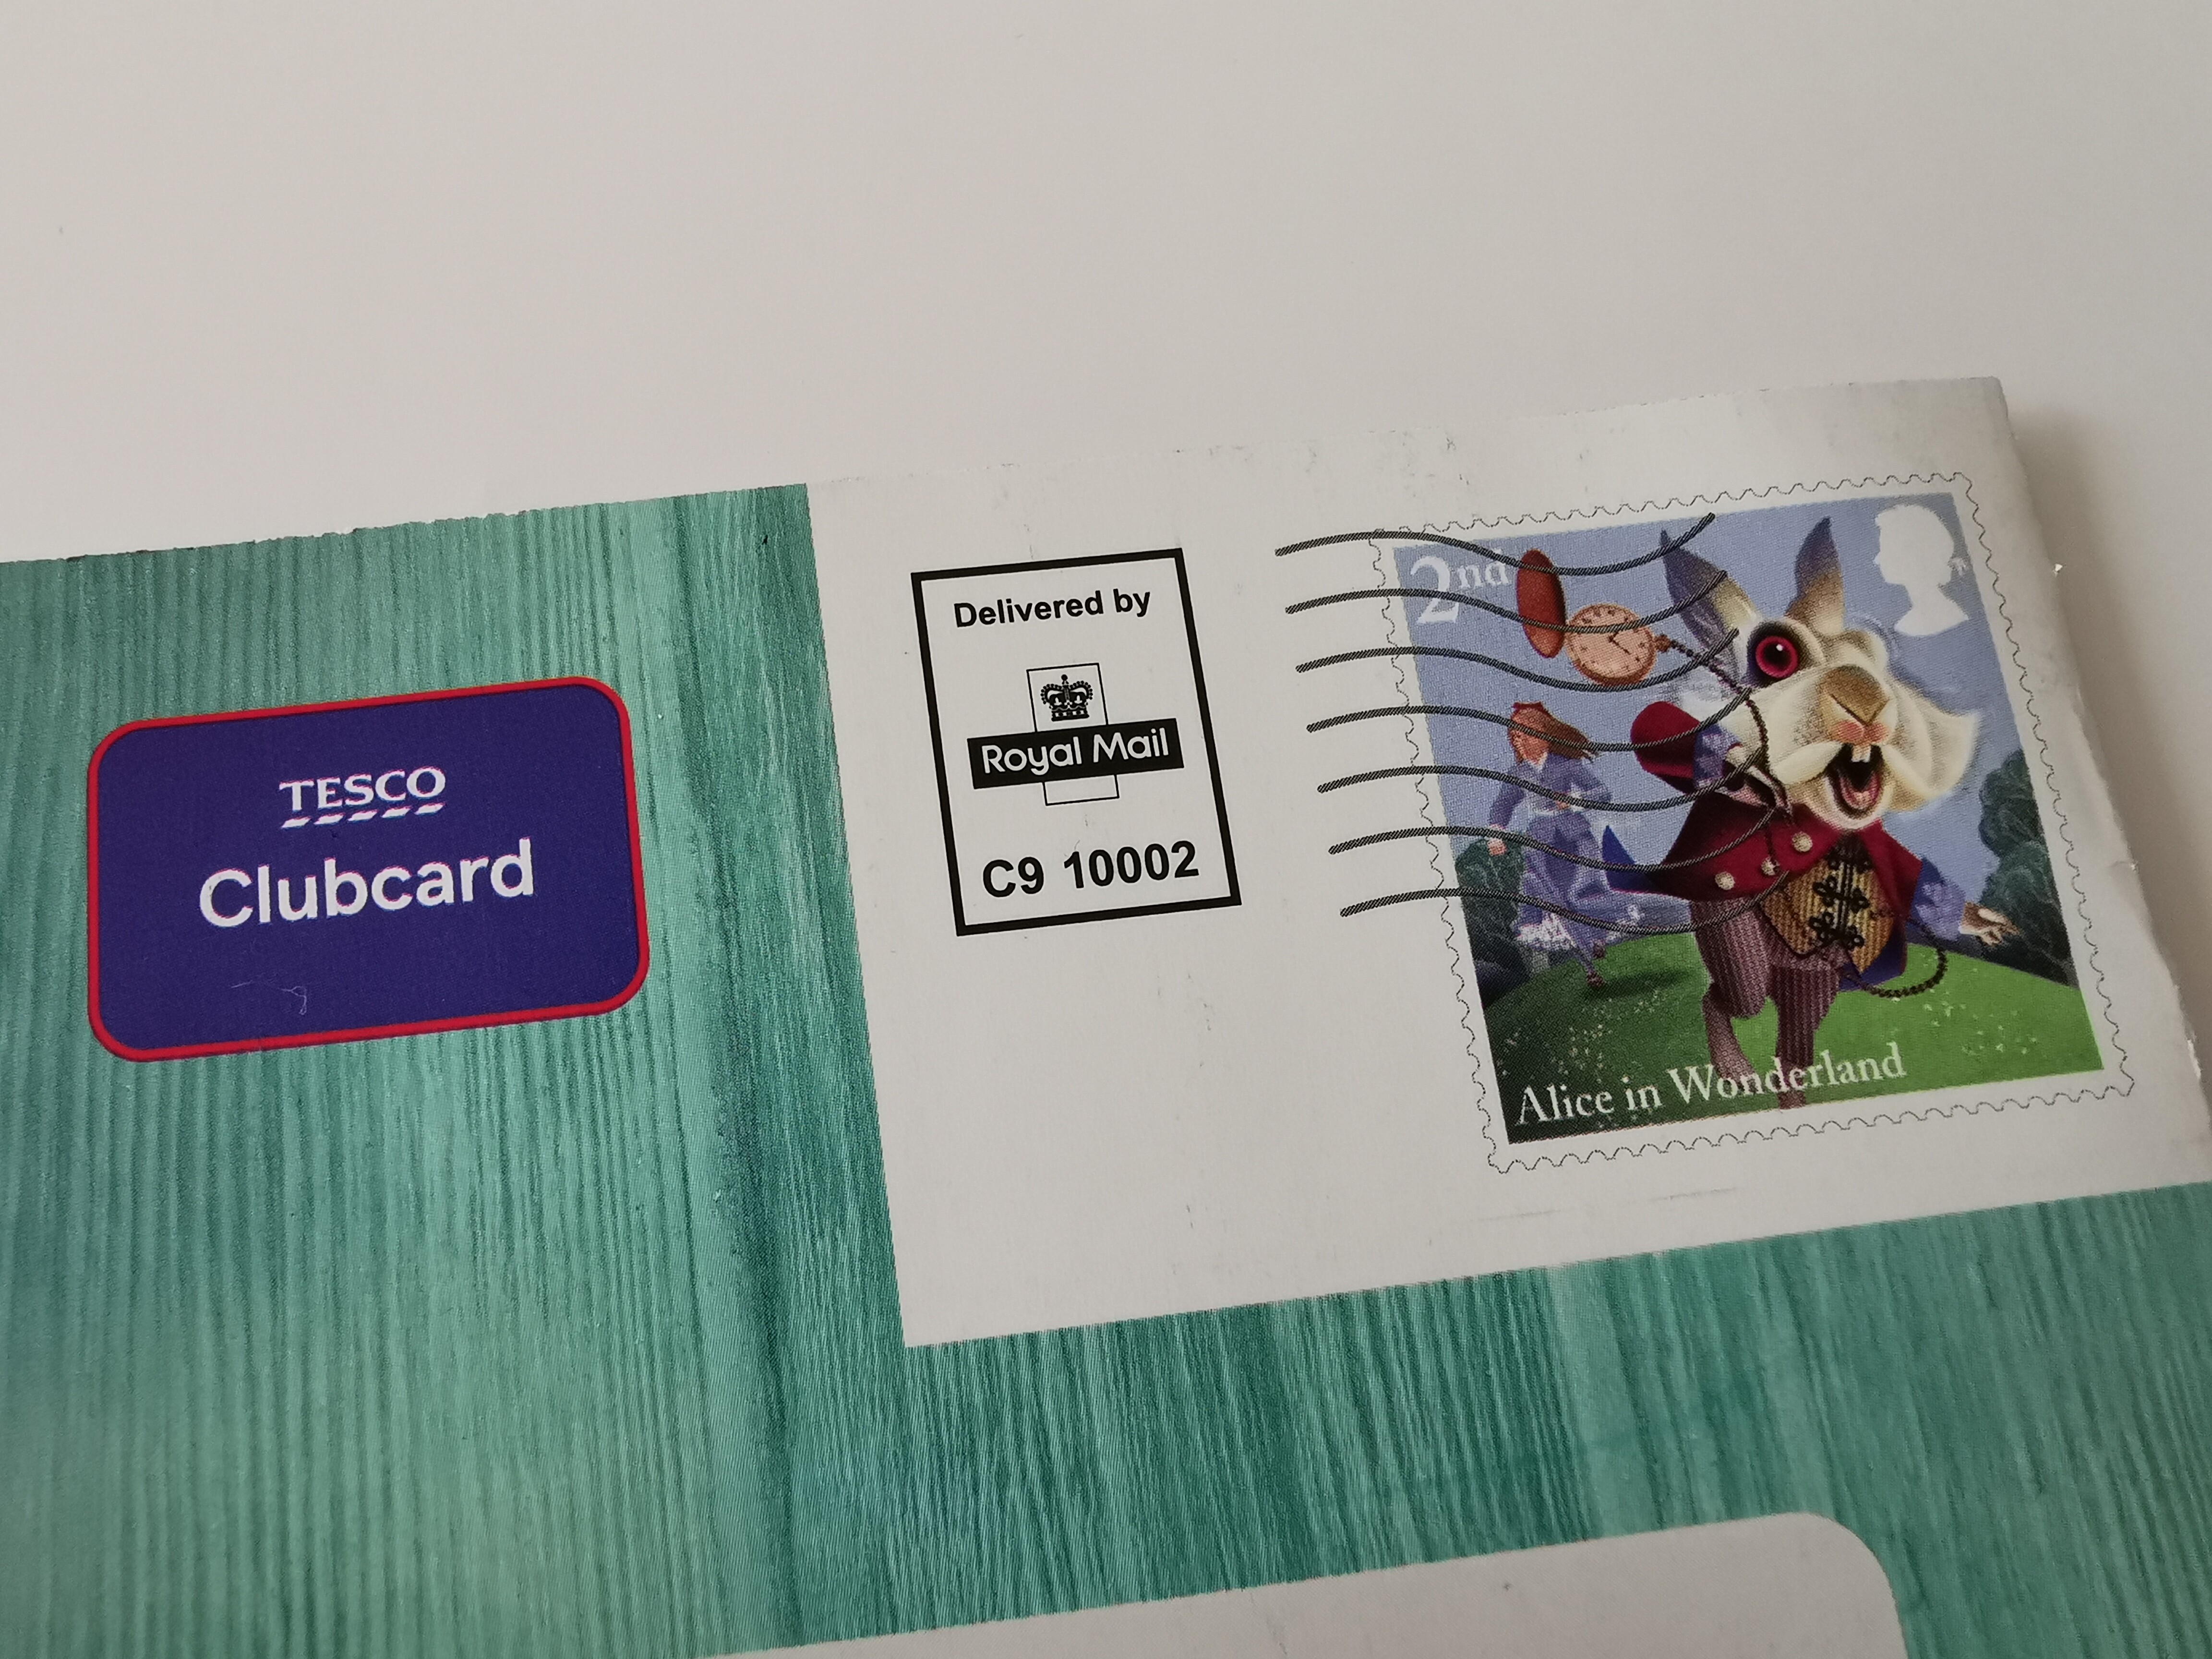 TESCO
Clubcard
Delivered by
Royal Mail
C9 10002
2nd
Alice in Wonderland